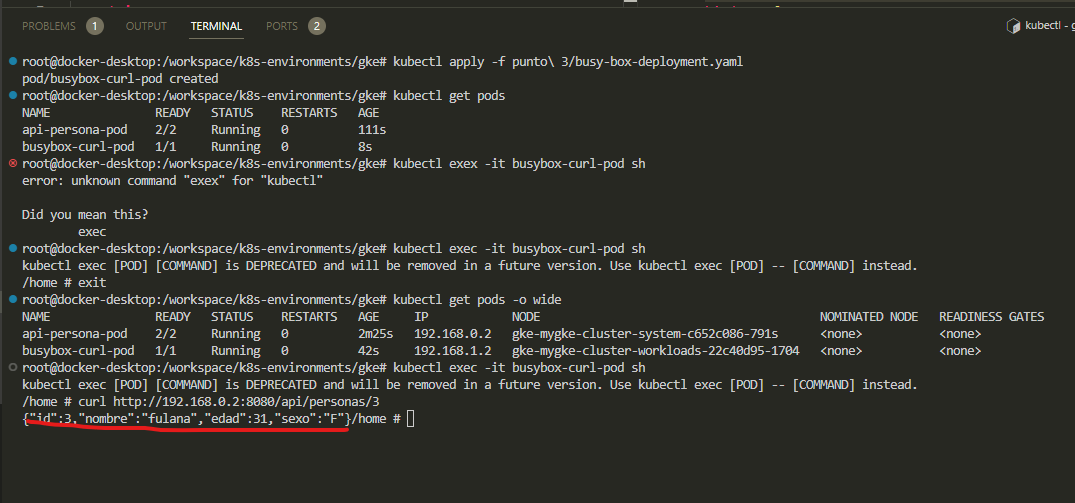 PROBLEMS 1 OUTPUT TERMINAL PORTS 2 kubectl - g
root@docker-desktop:/workspace/k8s-environments/gke# kubectl apply -f punto\ 3/busy-box-deployment.yaml
pod/busybox-curl-pod created
root@docker-desktop:/workspace/k8s-environments/gke# kubectl get pods
NAME READY STATUS RESTARTS AGE
api-persona-pod 2/2 Running 0 111s
busybox-curl-pod 1/1 Running 0 8s
root@docker-desktop:/workspace/k8s-environments/gke# kubectl exex -it busybox-curl-pod sh
error: unknown command "exex" for "kubectl"
Did you mean this?
exec
root@docker-desktop:/workspace/k8s-environments/gke# kubectl exec -it busybox-curl-pod sh
kubectl exec [POD] [COMMAND] is DEPRECATED and will be removed in a future version. Use kubectl exec [POD] -- [COMMAND] instead.
/home # exit
root@docker-desktop:/workspace/k8s-environments/gke# kubectl get pods -o wide
NAME READY STATUS RESTARTS AGE IP NODE NOMINATED NODE READINESS GATES
api-persona-pod 2/2 Running 0 2m25s 192.168.0.2 gke-mygke-cluster-system-c652c086-791s <none> <none>
busybox-curl-pod 1/1 Running 0 42s 192.168.1.2 gke-mygke-cluster-workloads-22c40d95-1704 <none> <none>
root@docker-desktop:/workspace/k8s-environments/gke# kubectl exec -it busybox-curl-pod sh
kubectl exec [POD] [COMMAND] is DEPRECATED and will be removed in a future version. Use kubectl exec [POD] -- [COMMAND] instead.
/home # curl http://192.168.0.2:8080/api/personas/3
{"id":3,"nombre":"fulana","edad":31,"sexo":"F"}/home #